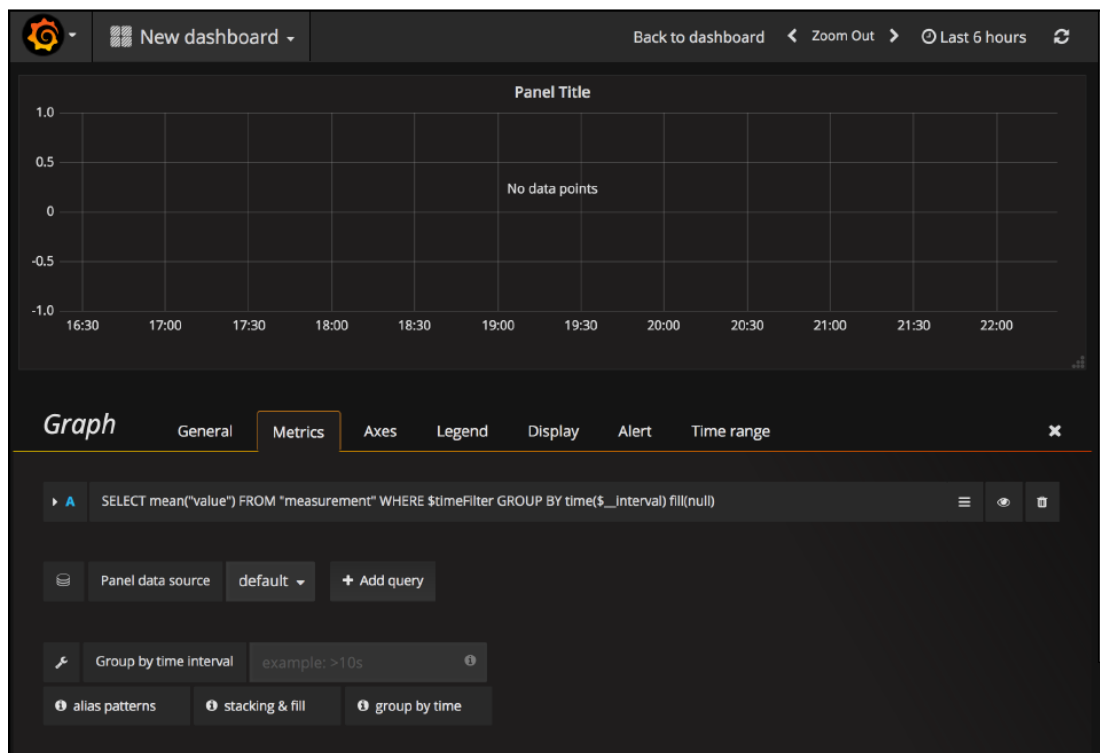 New dashboard
Back to dashboard Zoom Out Last 6 hours
Panel Title
1.0
0.5
No data points
0
-0.5
-1.0
16:30 17:00 17:30 18:00 18:30 19:00 19:30 20:00 20:30 21:00 21:30 22:00
Graph General Metrics Axes Legend Display Alert Time range
A SELECT mean("value") FROM "measurement" WHERE $timeFilter GROUP BY time($__interval) fill(null)
Panel data source default + Add query
Group by time interval example: >10s
alias patterns stacking & fill group by time